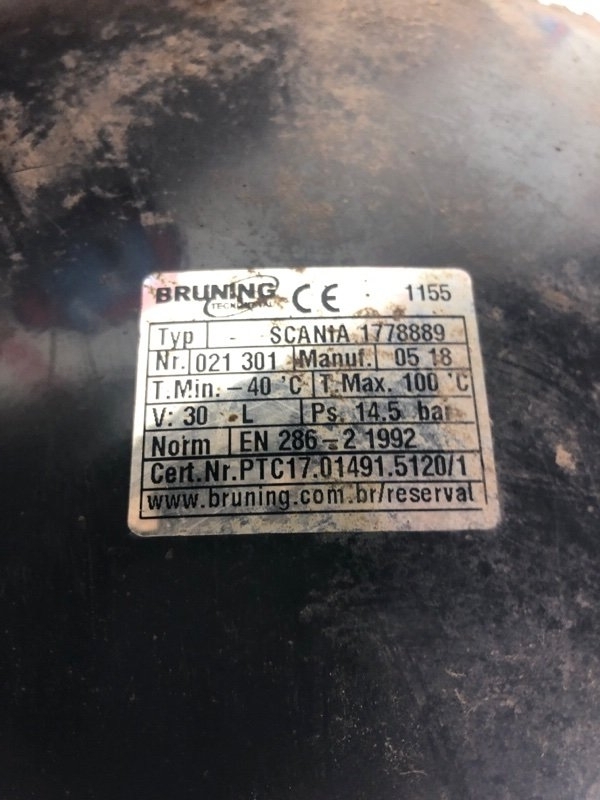 BRUNING CE 1155
TECNOMETAL
Typ - SCANIA 1778889
Nr. 021 301 Manuf. 05 18
T.Min. -40 °C T.Max. 100 °C
V: 30 L Ps. 14.5 bar
Norm EN 286-2 1992
Cert.Nr.PTC17.01491.5120/1
www.bruning.com.br/reserval